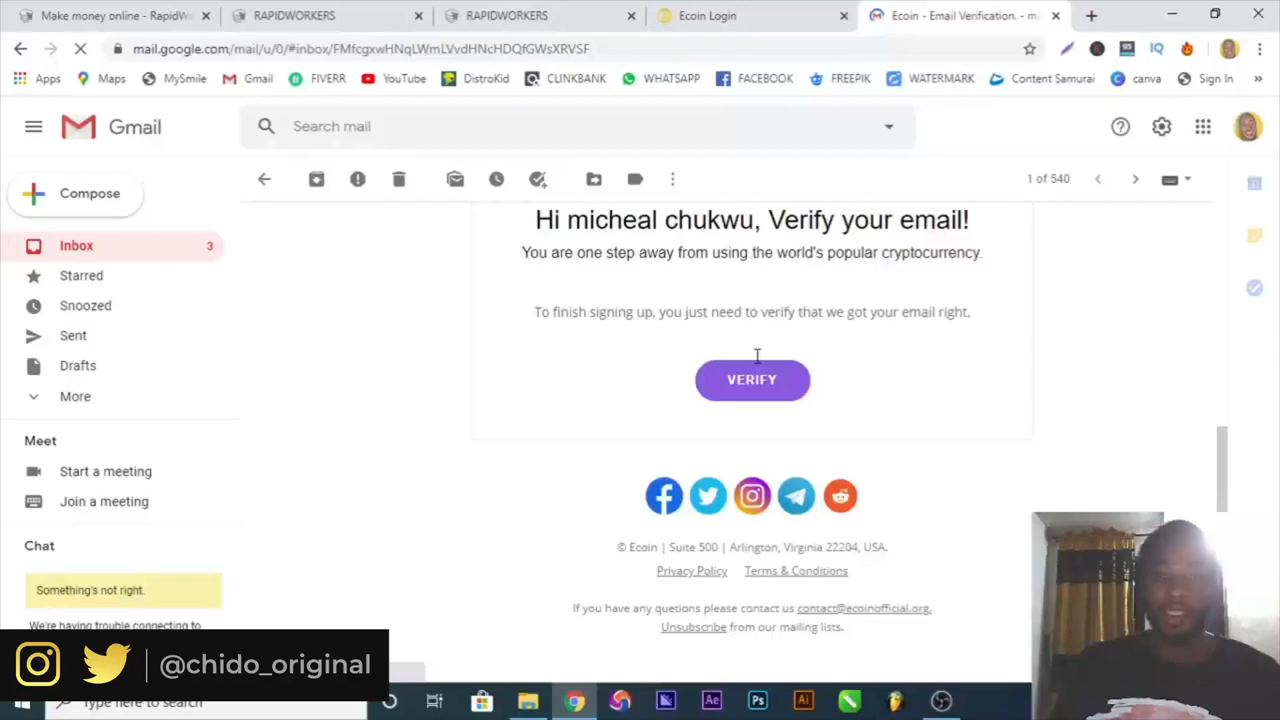 Make money online - RapidW
RAPIDWORKERS
RAPIDWORKERS
Ecoin Login
Ecoin - Email Verification. - mi
mail.google.com/mail/u/0/#inbox/FMfcgxwHNqLWmLVvdHNcHDQfGWsXRVSF
Apps
Maps
MySmile
Gmail
FIVERR
YouTube
DistroKid
CLINKBANK
WHATSAPP
FACEBOOK
FREEPIK
WATERMARK
Content Samurai
canva
Sign In
»
Gmail
Search mail
Compose
1 of 540
Inbox 3
Starred
Snoozed
Sent
Drafts
More
Meet
Start a meeting
Join a meeting
Chat
Something's not right.
We're having trouble connecting to
Hi micheal chukwu, Verify your email!
You are one step away from using the world's popular cryptocurrency.
To finish signing up, you just need to verify that we got your email right.
VERIFY
© Ecoin | Suite 500 | Arlington, Virginia 22204, USA.
Privacy Policy Terms & Conditions
If you have any quetions please contact us contact@ecoinofficial.org.
Unsubscribe from our mailing lists.
@chido_original
Type here to search
Ae
Ps
Ai